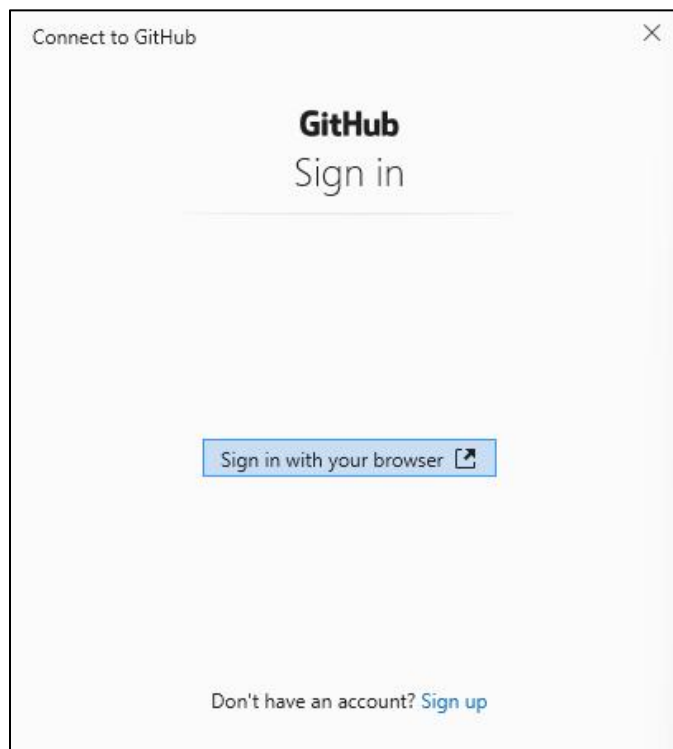 Connect to GitHub
GitHub
Sign in
Sign in with your browser
Don't have an account? Sign up